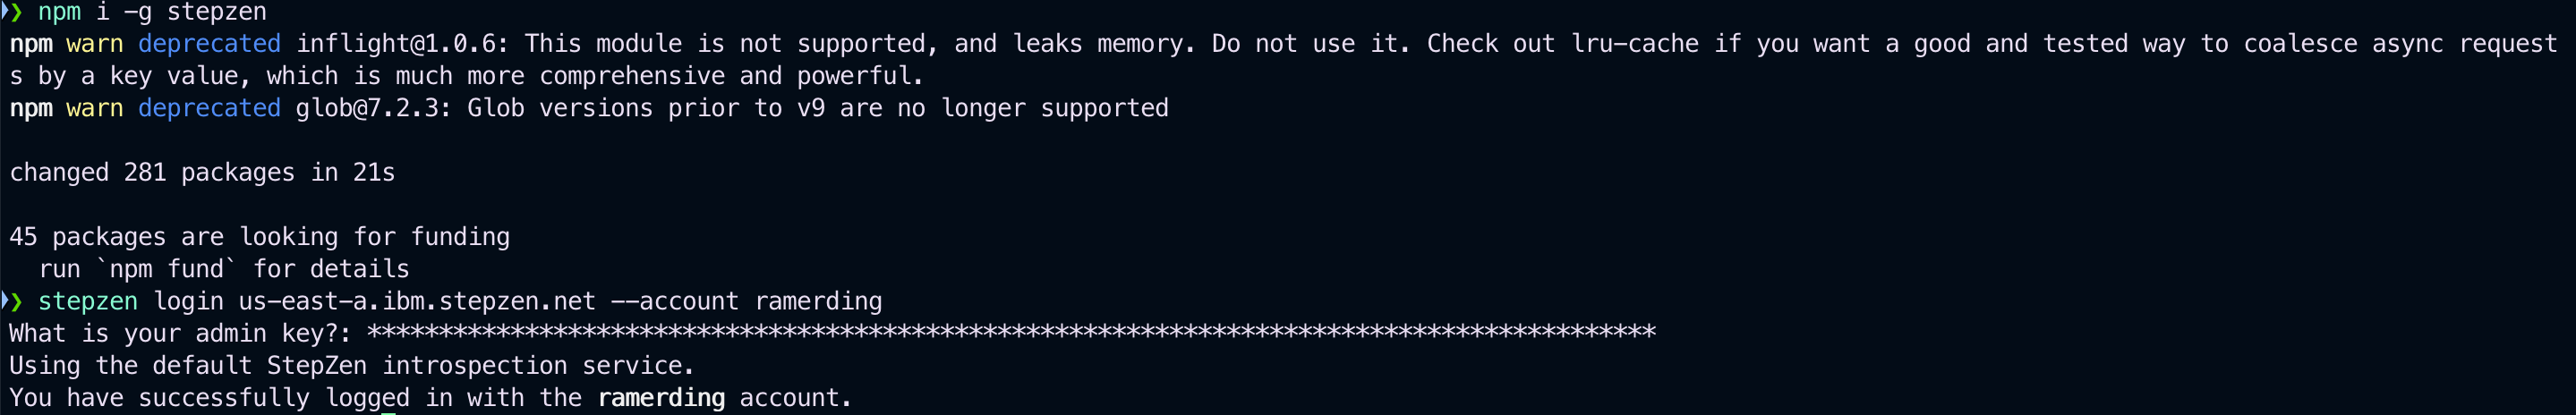 ❯ npm i -g stepzen
npm warn deprecated inflight@1.0.6: This module is not supported, and leaks memory. Do not use it. Check out lru-cache if you want a good and tested way to coalesce async request
s by a key value, which is much more comprehensive and powerful.
npm warn deprecated glob@7.2.3: Glob versions prior to v9 are no longer supported
changed 281 packages in 21s
45 packages are looking for funding
  run `npm fund` for details
❯ stepzen login us-east-a.ibm.stepzen.net --account ramerding
What is your admin key?: ******************************************************************************************
Using the default StepZen introspection service.
You have successfully logged in with the ramerding account.